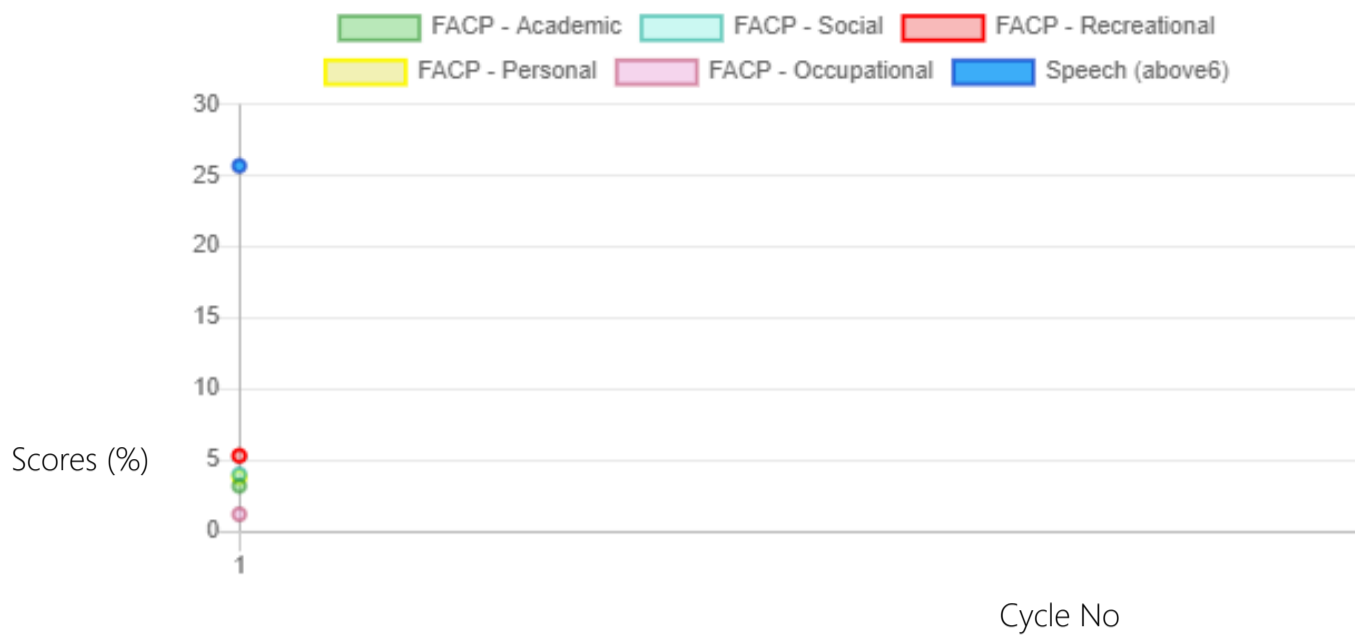 FACP - Academic FACP - Social FACP - Recreational
FACP - Personal FACP - Occupational Speech (above6)
30
25
20
15
10
Scores (%) 5
0
1
Cycle No